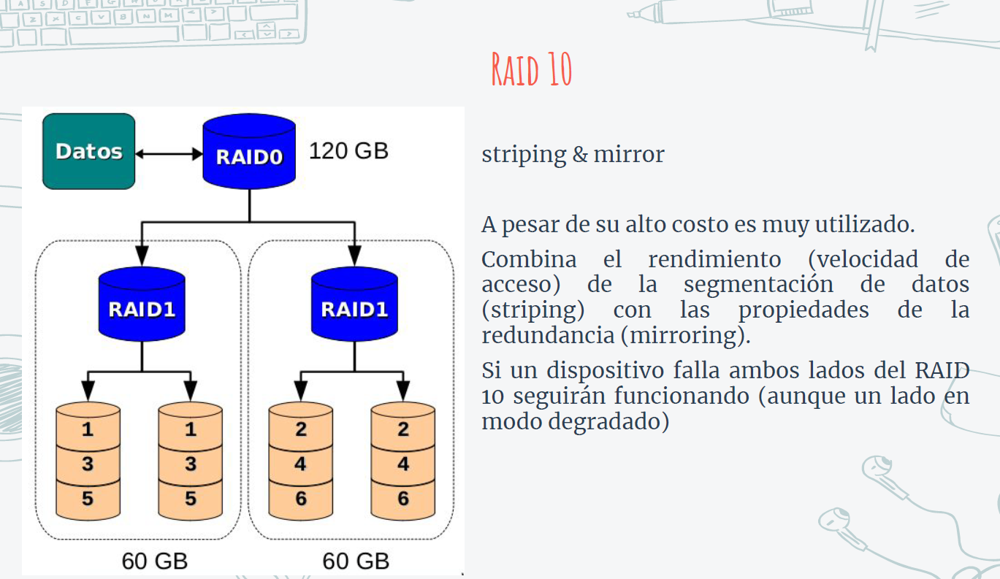 A S D F G H J K L
Z X C V B N M < >
Raid 10
Datos
RAID0
120 GB
striping & mirror
A pesar de su alto costo es muy utilizado.
Combina el rendimiento (velocidad de
acceso) de la segmentación de datos
(striping) con las propiedades de la
redundancia (mirroring).
Si un dispositivo falla ambos lados del RAID
10 seguirán funcionando (aunque un lado en
modo degradado)
RAID1
RAID1
1 1 2 2
3 3 4 4
5 5 6 6
60 GB
60 GB